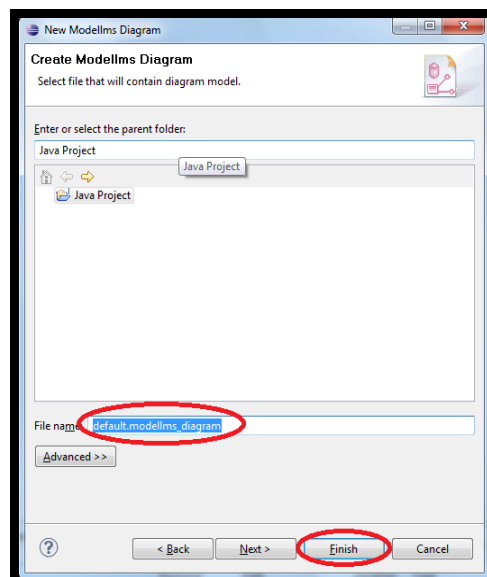 New Modellms Diagram
Create Modellms Diagram
Select file that will contain diagram model.
Enter or select the parent folder:
Java Project
Java Project
Java Project
File name: default.modellms_diagram
Advanced >>
< Back Next > Finish Cancel